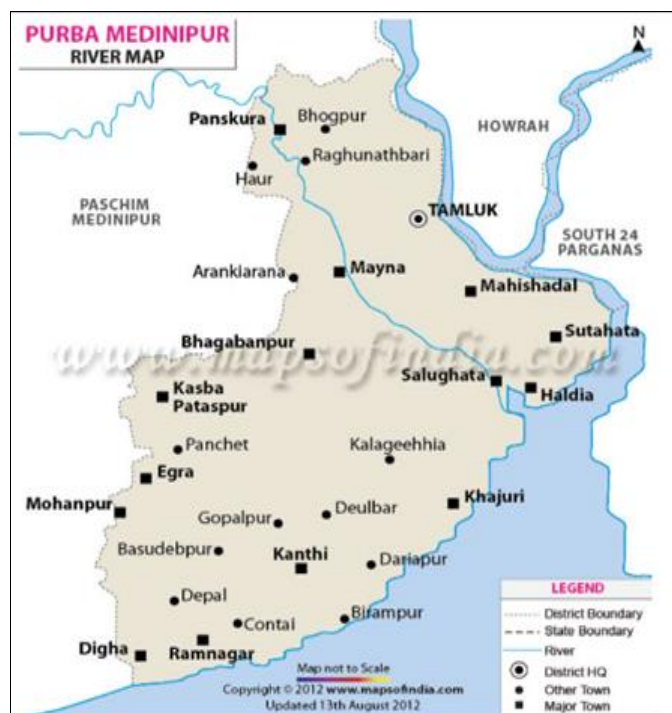 PURBA MEDINIPUR
RIVER MAP
N
HOWRAH
Bhogpur
Panskura
Raghunathbari
Haur
PASCHIM
MEDINIPUR
TAMLUK
SOUTH 24
PARGANAS
Arankiarana
Mayna
Mahishadal
Sutahata
Bhagabanpur
www.mapsofindia.com
Salughata
Haldia
Kasba
Pataspur
Panchet
Kalageehhia
Egra
Mohanpur
Khajuri
Gopalpur
Deulbar
Basudebpur
Kanthi
Dariapur
Depal
Contai
Birampur
Digha
Ramnagar
LEGEND
District Boundary
State Boundary
River
District HQ
Other Town
Major Town
Map not to Scale
Copyright © 2012 www.mapsofindia.com
Updated 13th August 2012